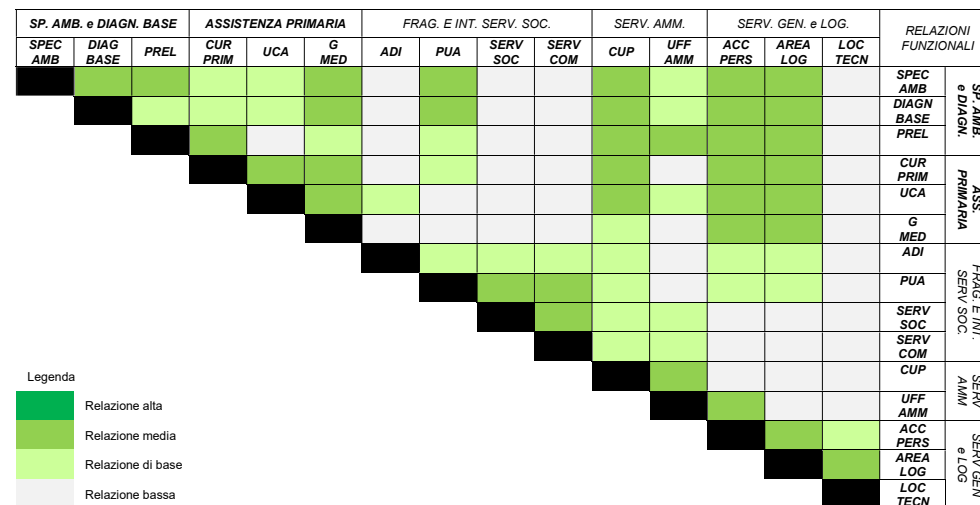 SP. AMB. e DIAGN. BASE ASSISTENZA PRIMARIA FRAG. E INT. SERV. SOC. SERV. AMM. SERV. GEN. e LOG. RELAZIONI
FUNZIONALI
SPEC DIAG PREL CUR UCA G ADI PUA SERV SERV CUP UFF ACC AREA LOC
AMB BASE PRIM MED SOC COM AMM PERS LOG TECN
SPEC
AMB
DIAGN
BASE
PREL
SP. AMB.
e DIAGN.
CUR
PRIM
UCA
G
MED
ASS.
PRIMARIA
ADI
PUA
SERV
SOC
SERV
COM
FRAG. E INT.
SERV SOC.
CUP
UFF
AMM
SERV
AMM
ACC
PERS
AREA
LOG
LOC
TECN
SERV GEN
e LOG
Legenda
Relazione alta
Relazione media
Relazione di base
Relazione bassa